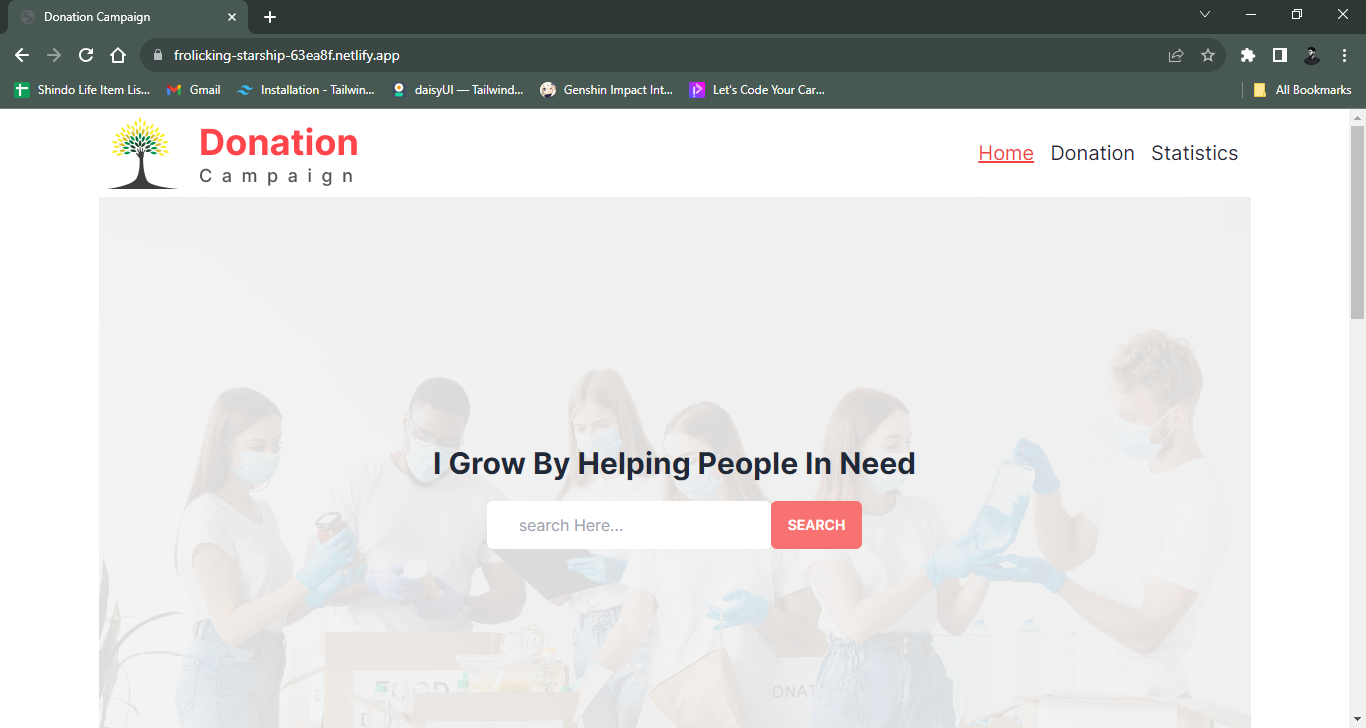 Donation Campaign
frolicking-starship-63ea8f.netlify.app
Shindo Life Item Lis... Gmail Installation - Tailwin... daisyUI — Tailwind... Genshin Impact Int... Let's Code Your Car... All Bookmarks
Donation
Campaign
Home Donation Statistics
I Grow By Helping People In Need
search Here...
SEARCH
FOOD